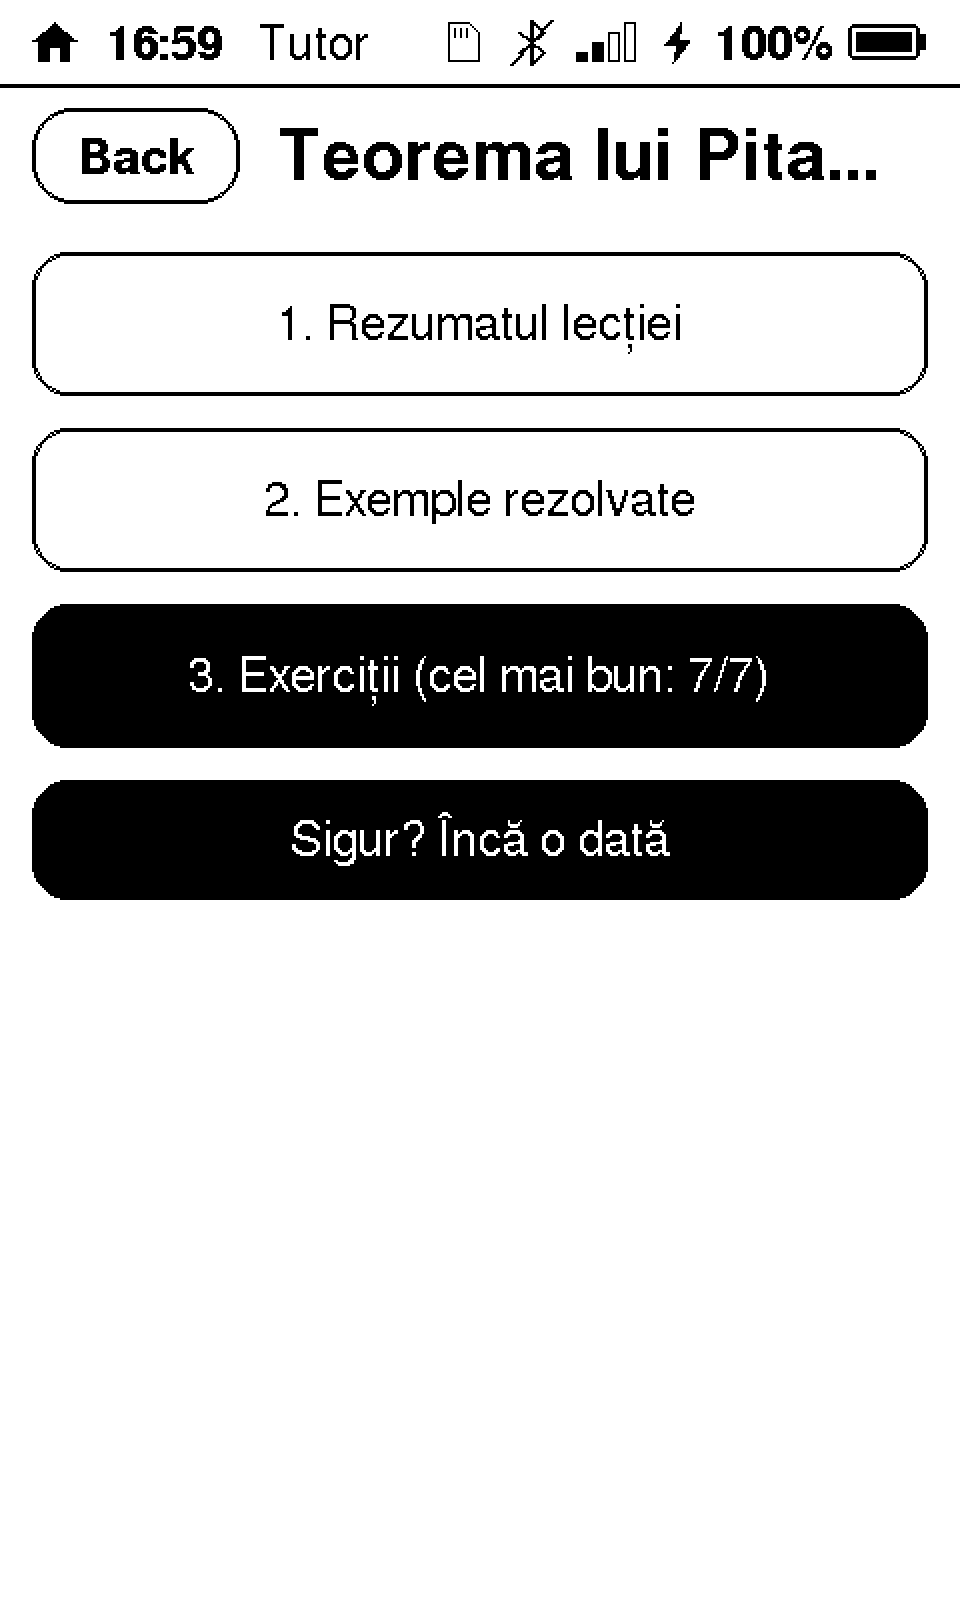 16:59 Tutor 100%
Back Teorema lui Pita...
1. Rezumatul lecției
2. Exemple rezolvate
3. Exerciții (cel mai bun: 7/7)
Sigur? Încă o dată